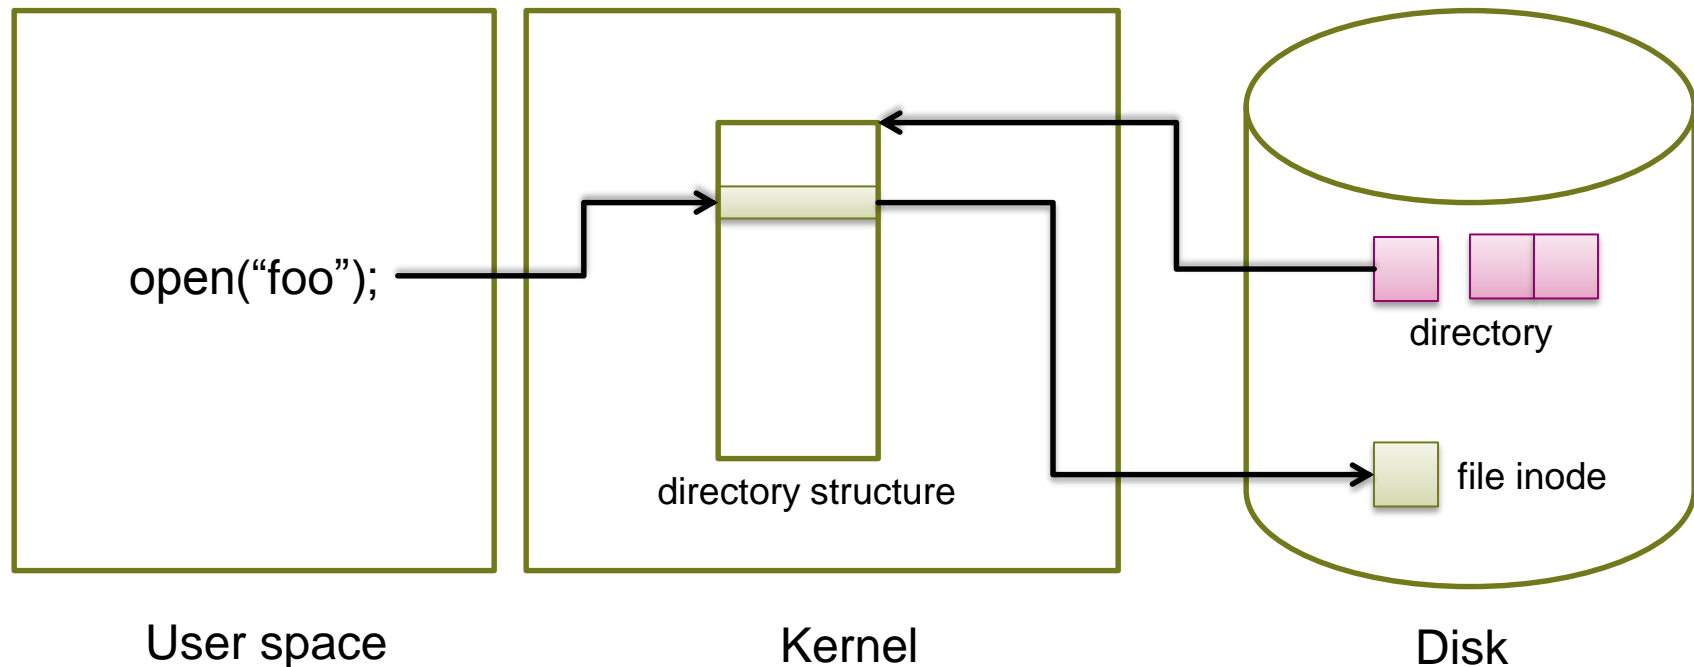 open(“foo”);
directory
file inode
directory structure
User space
Kernel
Disk